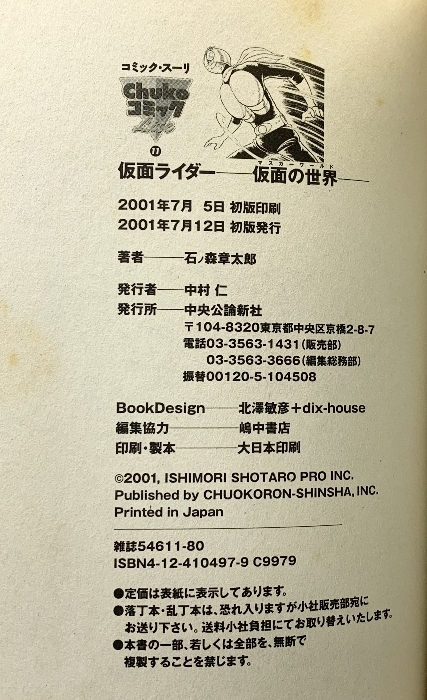 コミック・スーリ
Chuko
コミック
Lite
11
マスカーワールド
仮面ライダー――仮面の世界――
2001年7月 5日 初版印刷
2001年7月12日 初版発行
著者――石ノ森章太郎
発行者――中村 仁
発行所――中央公論新社
〒104-8320東京都中央区京橋2-8-7
電話03-3563-1431(販売部)
03-3563-3666(編集総務部)
振替00120-5-104508
BookDesign――北澤敏彦+dix-house
編集協力――嶋中書店
印刷・製本――大日本印刷
©2001, ISHIMORI SHOTARO PRO INC.
Published by CHUOKORON-SHINSHA, INC.
Printed in Japan
雑誌54611-80
ISBN4-12-410497-9 C9979
●定価は表紙に表示してあります。
●落丁本・乱丁本は、恐れ入りますが小社販売部宛に
お送り下さい。送料小社負担にてお取り替えいたします。
●本書の一部、若しくは全部を、無断で
複製することを禁じます。